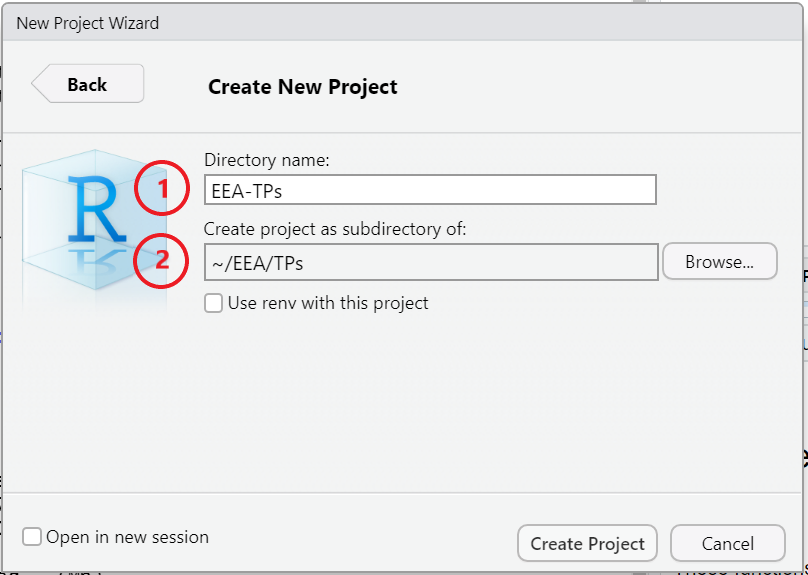 New Project Wizard
Back
Create New Project
R
Directory name:
1
EEA-TPs
Create project as subdirectory of:
2
~/EEA/TPs
Browse...
Use renv with this project
Open in new session
Create Project
Cancel